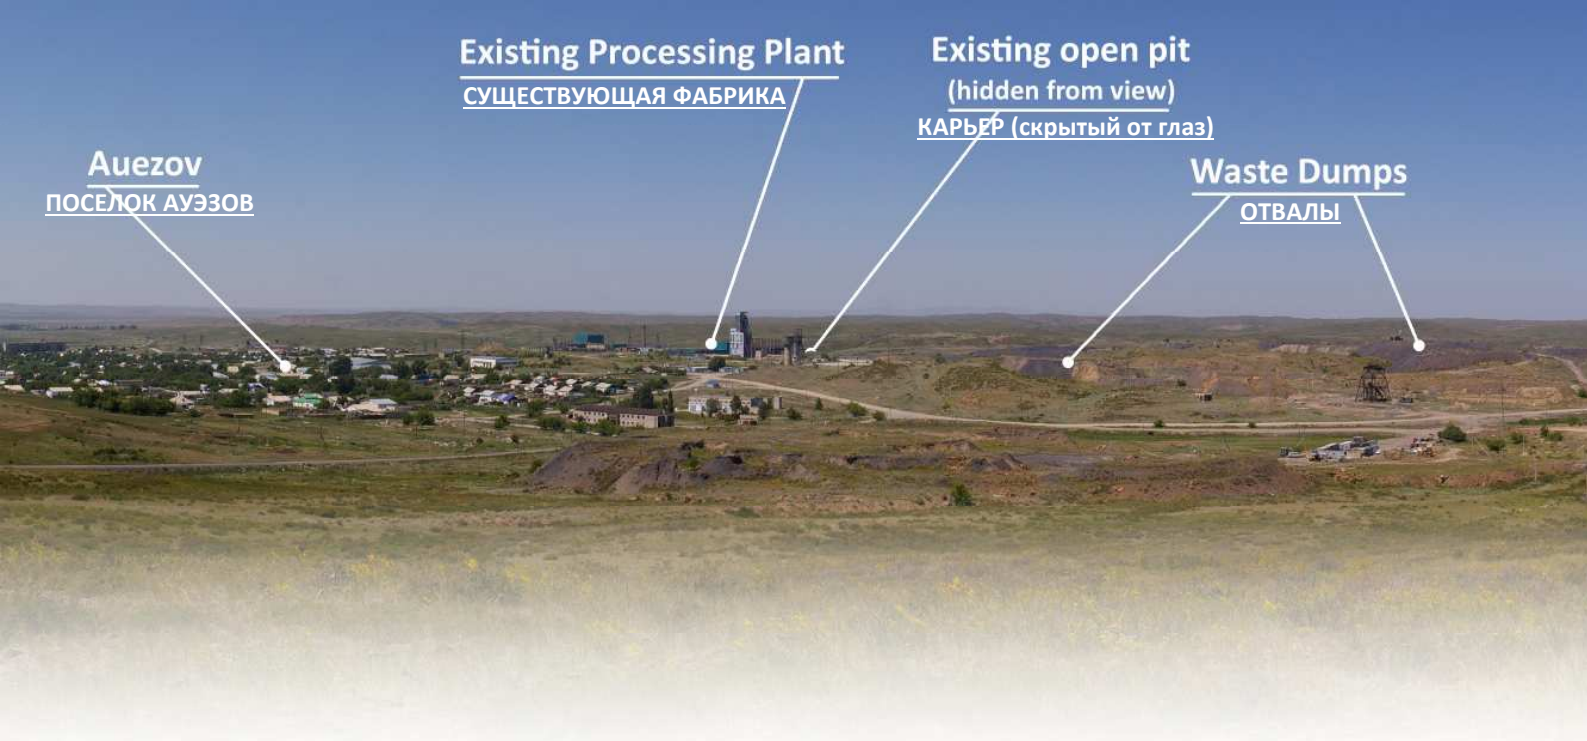 Existing Processing Plant
СУЩЕСТВУЮЩАЯ ФАБРИКА
Existing open pit
(hidden from view)
КАРЬЕР (скрытый от глаз)
Auezov
ПОСЕЛОК АУЭЗОВ
Waste Dumps
ОТВАЛЫ